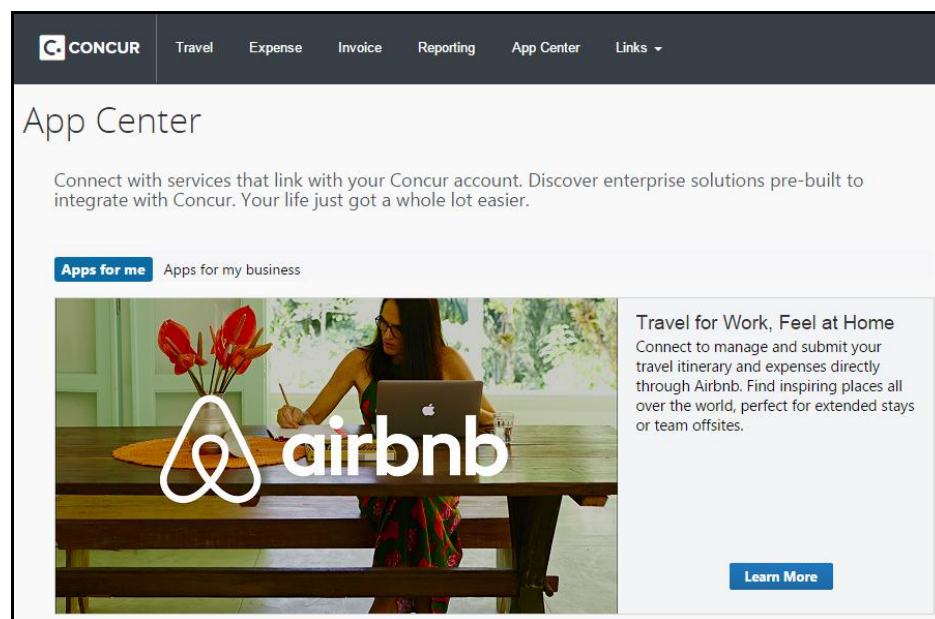 C. CONCUR Travel Expense Invoice Reporting App Center Links
App Center
Connect with services that link with your Concur account. Discover enterprise solutions pre-built to
integrate with Concur. Your life just got a whole lot easier.
Apps for me Apps for my business
airbnb
Travel for Work, Feel at Home
Connect to manage and submit your
travel itinerary and expenses directly
through Airbnb. Find inspiring places all
over the world, perfect for extended stays
or team offsites.
Learn More